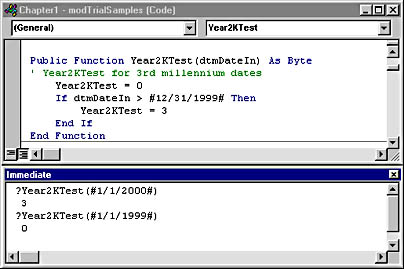 Chapter1 - modTrialSamples (Code)
(General) Year2KTest
Public Function Year2KTest(dtmDateIn) As Byte
' Year2KTest for 3rd millennium dates
Year2KTest = 0
If dtmDateIn > #12/31/1999# Then
Year2KTest = 3
End If
End Function
Immediate
?Year2KTest(#1/1/2000#)
3
?Year2KTest(#1/1/1999#)
0